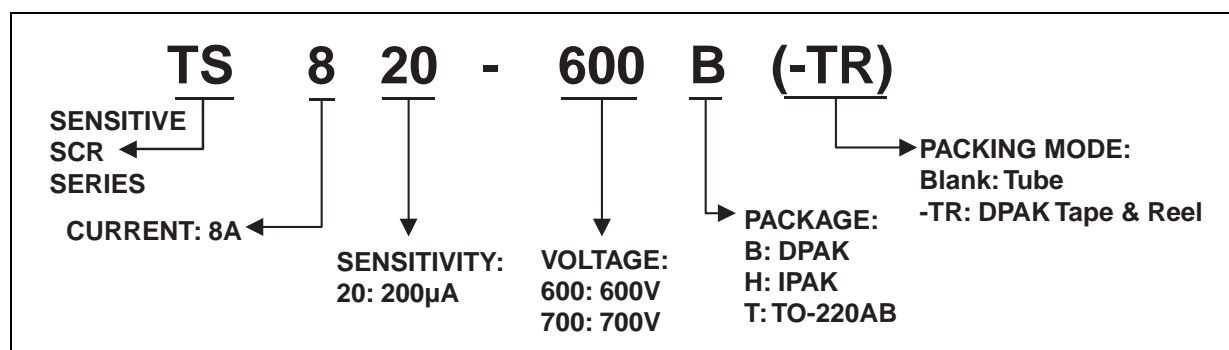 TS 8 20 - 600 B (-TR)
SENSITIVE
SCR
SERIES
CURRENT: 8A
SENSITIVITY:
20: 200µA
VOLTAGE:
600: 600V
700: 700V
PACKAGE:
B: DPAK
H: IPAK
T: TO-220AB
PACKING MODE:
Blank: Tube
-TR: DPAK Tape & Reel